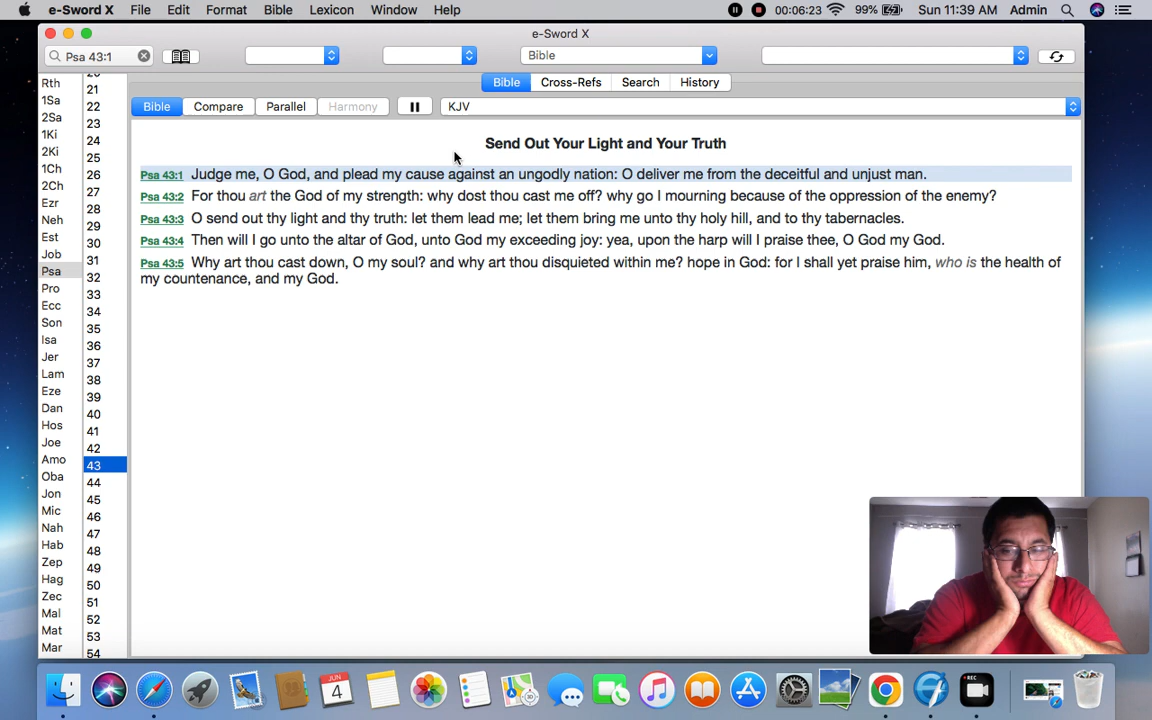 e-Sword X File Edit Format Bible Lexicon Window Help 00:06:23 99% Sun 11:39 AM Admin
e-Sword X
Psa 43:1 Bible
Bible Cross-Refs Search History
Bible Compare Parallel Harmony KJV
Send Out Your Light and Your Truth
Psa 43:1 Judge me, O God, and plead my cause against an ungodly nation: O deliver me from the deceitful and unjust man.
Psa 43:2 For thou art the God of my strength: why dost thou cast me off? why go I mourning because of the oppression of the enemy?
Psa 43:3 O send out thy light and thy truth: let them lead me; let them bring me unto thy holy hill, and to thy tabernacles.
Psa 43:4 Then will I go unto the altar of God, unto God my exceeding joy: yea, upon the harp will I praise thee, O God my God.
Psa 43:5 Why art thou cast down, O my soul? and why art thou disquieted within me? hope in God: for I shall yet praise him, who is the health of
my countenance, and my God.
Rth
1Sa
2Sa
1Ki
2Ki
1Ch
2Ch
Ezr
Neh
Est
Job
Psa
Pro
Ecc
Son
Isa
Jer
Lam
Eze
Dan
Hos
Joe
Amo
Oba
Jon
Mic
Nah
Hab
Zep
Hag
Zec
Mal
Mat
Mar
21
22
23
24
25
26
27
28
29
30
31
32
33
34
35
36
37
38
39
40
41
42
43
44
45
46
47
48
49
50
51
52
53
54
JUN
4
REC